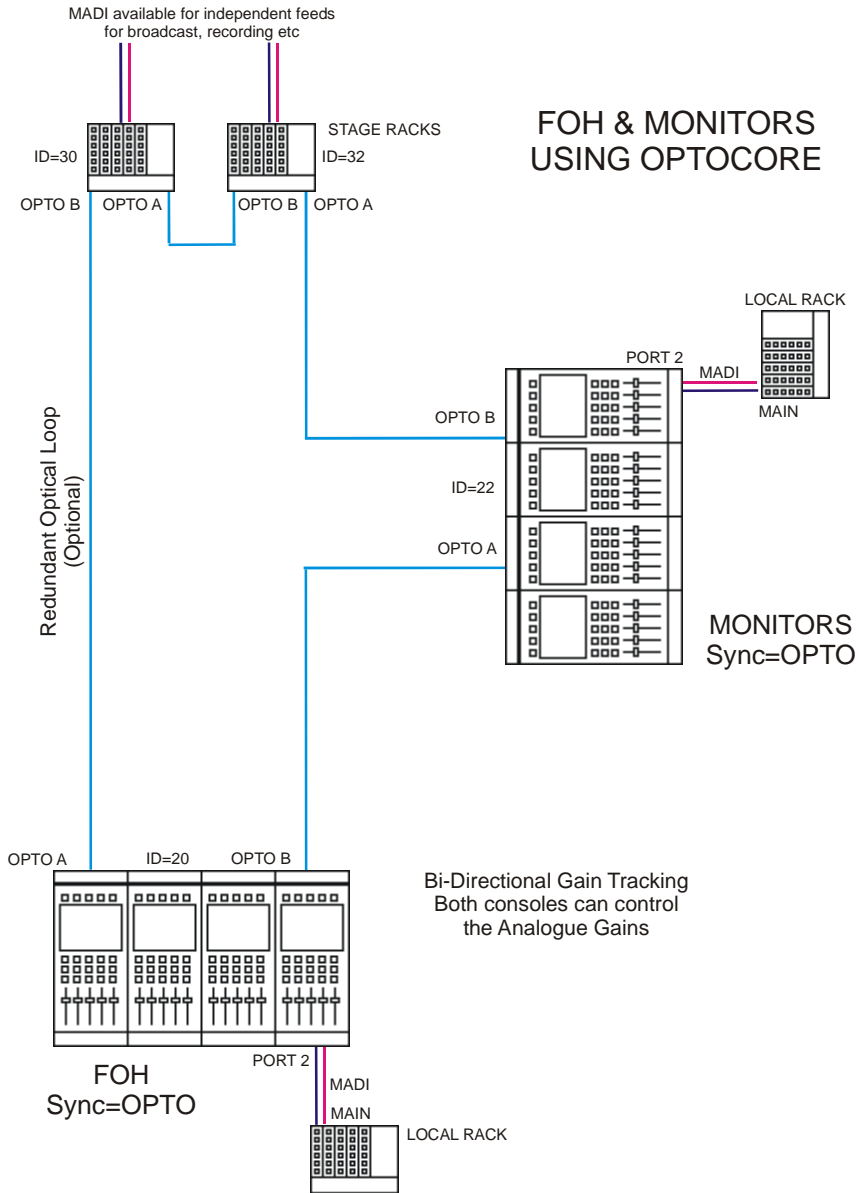 MADI available for independent feeds
for broadcast, recording etc
FOH & MONITORS
USING OPTOCORE
STAGE RACKS
ID=30
ID=32
OPTO B
OPTO A
OPTO B
OPTO A
LOCAL RACK
PORT 2
MADI
MAIN
OPTO B
ID=22
OPTO A
Redundant Optical Loop
(Optional)
MONITORS
Sync=OPTO
OPTO A
ID=20
OPTO B
Bi-Directional Gain Tracking
Both consoles can control
the Analogue Gains
PORT 2
FOH
Sync=OPTO
MADI
MAIN
LOCAL RACK